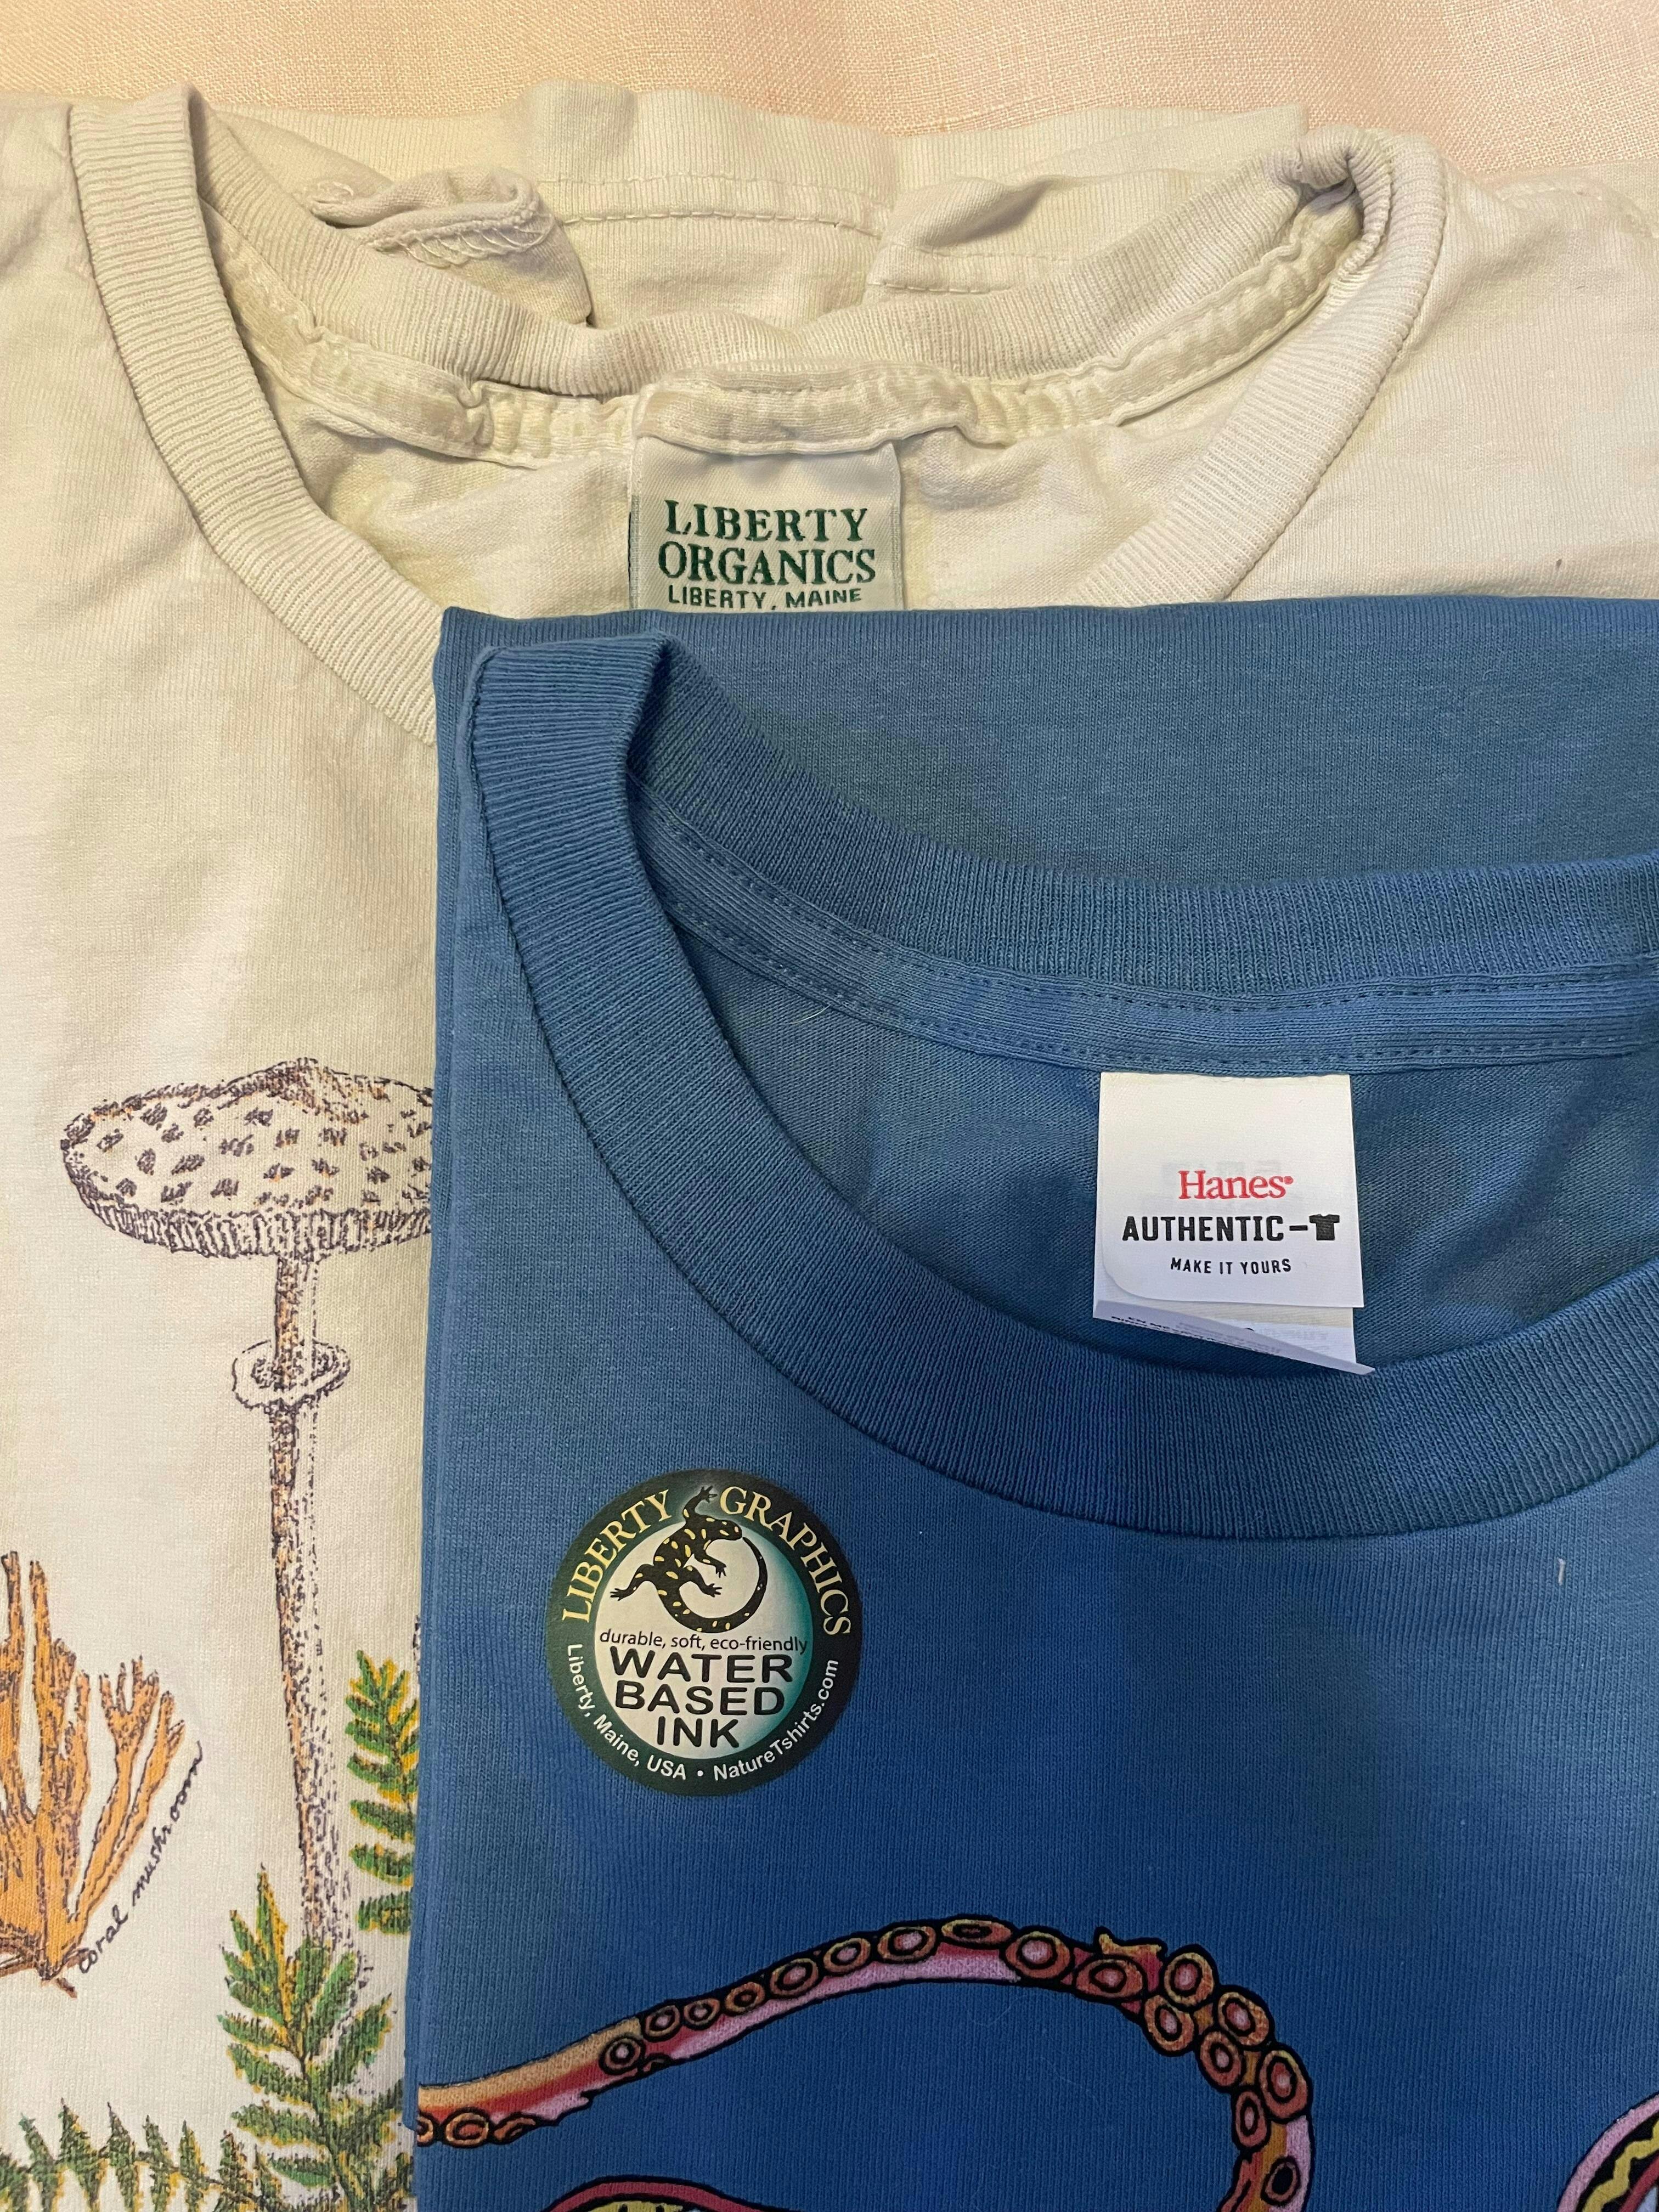 LIBERTY
ORGANICS
LIBERTY, MAINE
Hanes®
AUTHENTIC-
MAKE IT YOURS
LIBERTY GRAPHICS
durable, soft, eco-friendly
WATER
BASED
INK
Liberty, Maine, USA • NatureTshirts.com
coral mushroom